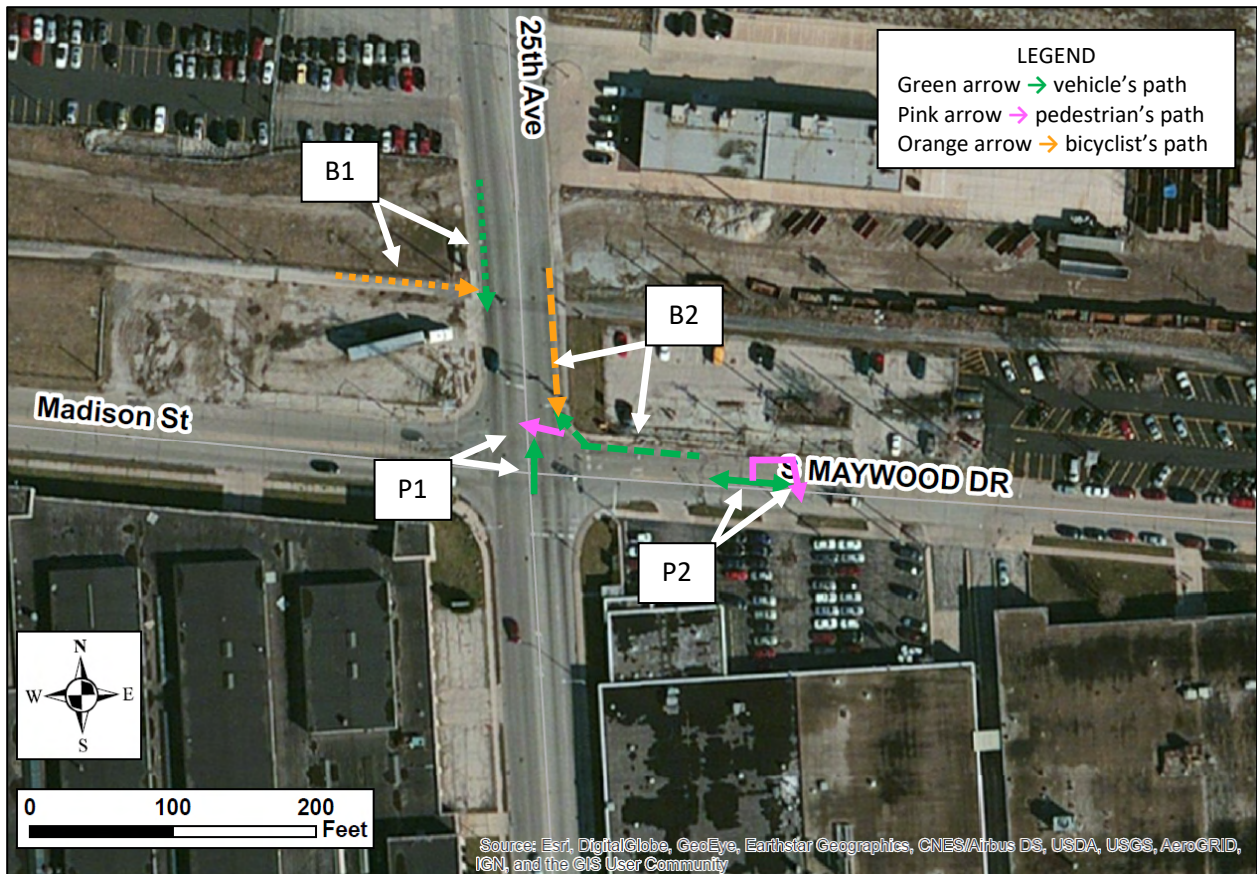 25th Ave
LEGEND
Green arrow → vehicle's path
Pink arrow → pedestrian's path
Orange arrow → bicyclist's path
B1
B2
Madison St
P1
S MAYWOOD DR
P2
N
W E
S
0 100 200
Feet
Source: Esri, DigitalGlobe, GeoEye, Earthstar Geographics, CNES/Airbus DS, USDA, USGS, AeroGRID,
IGN, and the GIS User Community